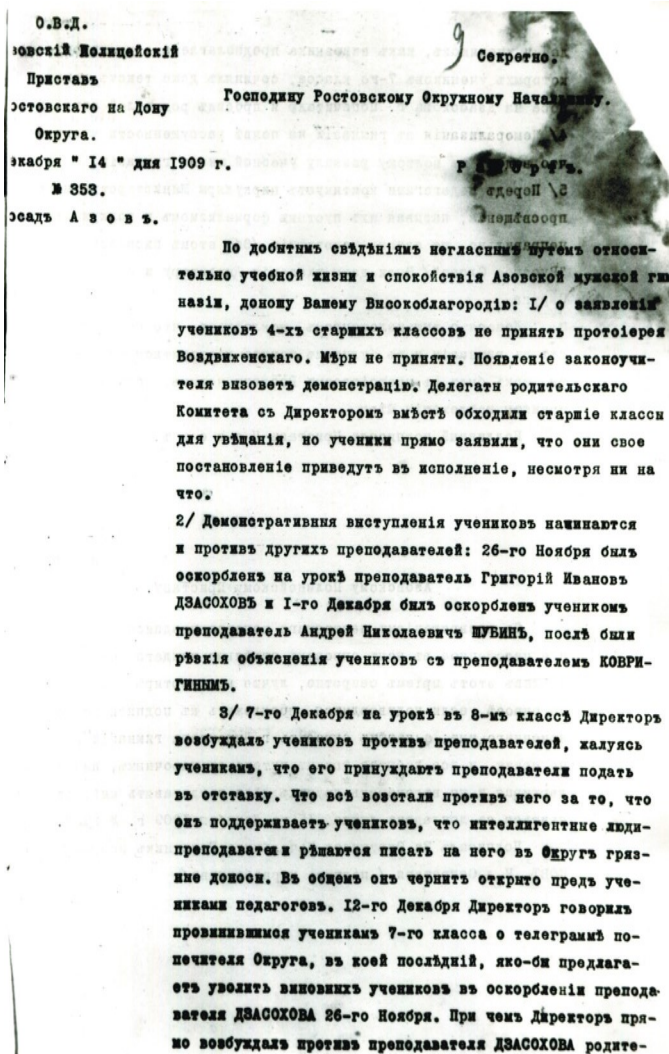 9
О.В.Д.
зовскій Полицейскій
Приставъ
остовскаго на Дону
Округа.
екабря " 14 " дня 1909 г.
№ 353.
осадъ Азовъ.
Секретно.
Господину Ростовскому Окружному Начальнику.
Рапортъ.
По добытымъ свѣдѣніямъ негласнымъ путемъ относи-
тельно учебной жизни и спокойствія Азовской мужской гим
назіи, доношу Вашему Высокоблагородію: I/ о заявленіи
учениковъ 4-хъ старшихъ классовъ не принять протоіерея
Воздвиженскаго. Мѣры не приняты. Появленіе законоучи-
теля вызоветъ демонстрацію. Делегаты родительскаго
Комитета съ Директоромъ вмѣстѣ обходили старшіе классы
для увѣщанія, но ученики прямо заявили, что они свое
постановленіе приведутъ въ исполненіе, несмотря ни на
что.
2/ Демонстративныя выступленія учениковъ начинаются
и противъ другихъ преподавателей: 26-го Ноября былъ
оскорбленъ на урокѣ преподаватель Григорій Ивановъ
ДЗАСОХОВЪ и I-го Декабря былъ оскорбленъ ученикомъ
преподаватель Андрей Николаевичъ ШУБИНЪ, послѣ были
рѣзкія объясненія учениковъ съ преподавателемъ КОВРИ-
ГИНЫМЪ.
3/ 7-го Декабря на урокѣ въ 8-мъ классѣ Директоръ
возбуждалъ учениковъ противъ преподавателей, жалуясь
ученикамъ, что его принуждаютъ преподаватели подать
въ отставку. Что всѣ возстали противъ него за то, что
онъ поддерживаетъ учениковъ, что интеллигентные люди-
преподаватели рѣшаются писать на него въ Округъ гряз-
ные доносы. Въ общемъ онъ чернитъ открыто предъ уче-
никами педагоговъ. 12-го Декабря Директоръ говорилъ
провинившимся ученикамъ 7-го класса о телеграммѣ по-
печителя Округа, въ коей послѣдній, яко-бы предлага-
етъ уволить виновныхъ учениковъ въ оскорбленіи препода-
вателя ДЗАСОХОВА 26-го Ноября. При чемъ Директоръ пря-
мо возбуждалъ противъ преподавателя ДЗАСОХОВА родите-